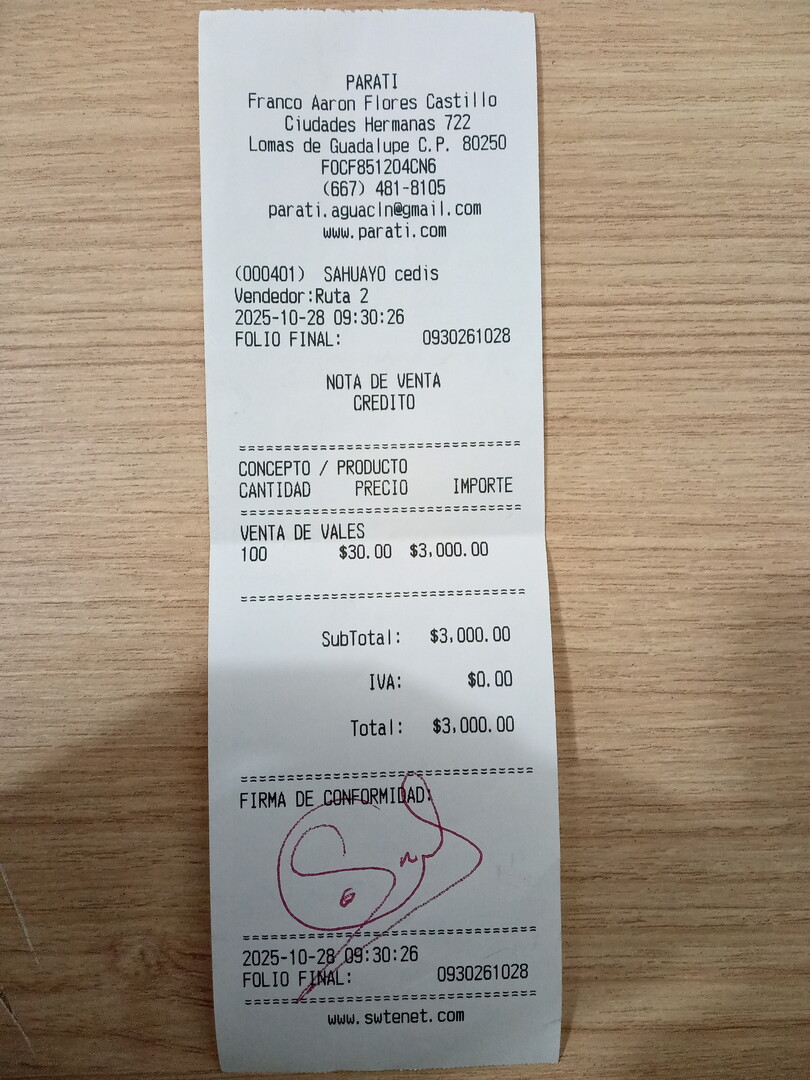 PARATI
Franco Aaron Flores Castillo
Ciudades Hermanas 722
Lomas de Guadalupe C.P. 80250
FOCF851204CN6
(667) 481-8105
parati.aguacln@gmail.com
www.parati.com
(000401) SAHUAYO cedis
Vendedor:Ruta 2
2025-10-28 09:30:26
FOLIO FINAL: 0930261028
NOTA DE VENTA
CREDITO
CONCEPTO / PRODUCTO
CANTIDAD PRECIO IMPORTE
VENTA DE VALES
100 $30.00 $3,000.00
SubTotal: $3,000.00
IVA: $0.00
Total: $3,000.00
FIRMA DE CONFORMIDAD:
2025-10-28 09:30:26
FOLIO FINAL: 0930261028
www.swtenet.com